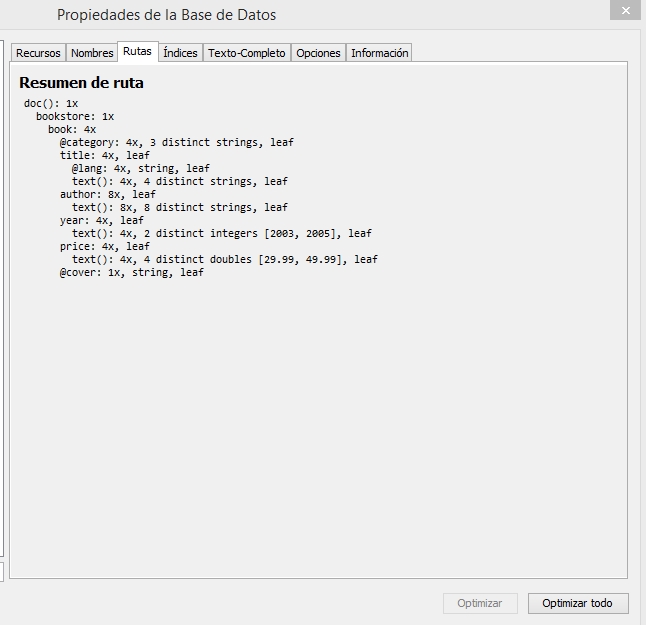 Propiedades de la Base de Datos
Recursos Nombres Rutas Índices Texto-Completo Opciones Información
Resumen de ruta
doc(): 1x
bookstore: 1x
book: 4x
@category: 4x, 3 distinct strings, leaf
title: 4x, leaf
@lang: 4x, string, leaf
text(): 4x, 4 distinct strings, leaf
author: 8x, leaf
text(): 8x, 8 distinct strings, leaf
year: 4x, leaf
text(): 4x, 2 distinct integers [2003, 2005], leaf
price: 4x, leaf
text(): 4x, 4 distinct doubles [29.99, 49.99], leaf
@cover: 1x, string, leaf
Optimizar Optimizar todo